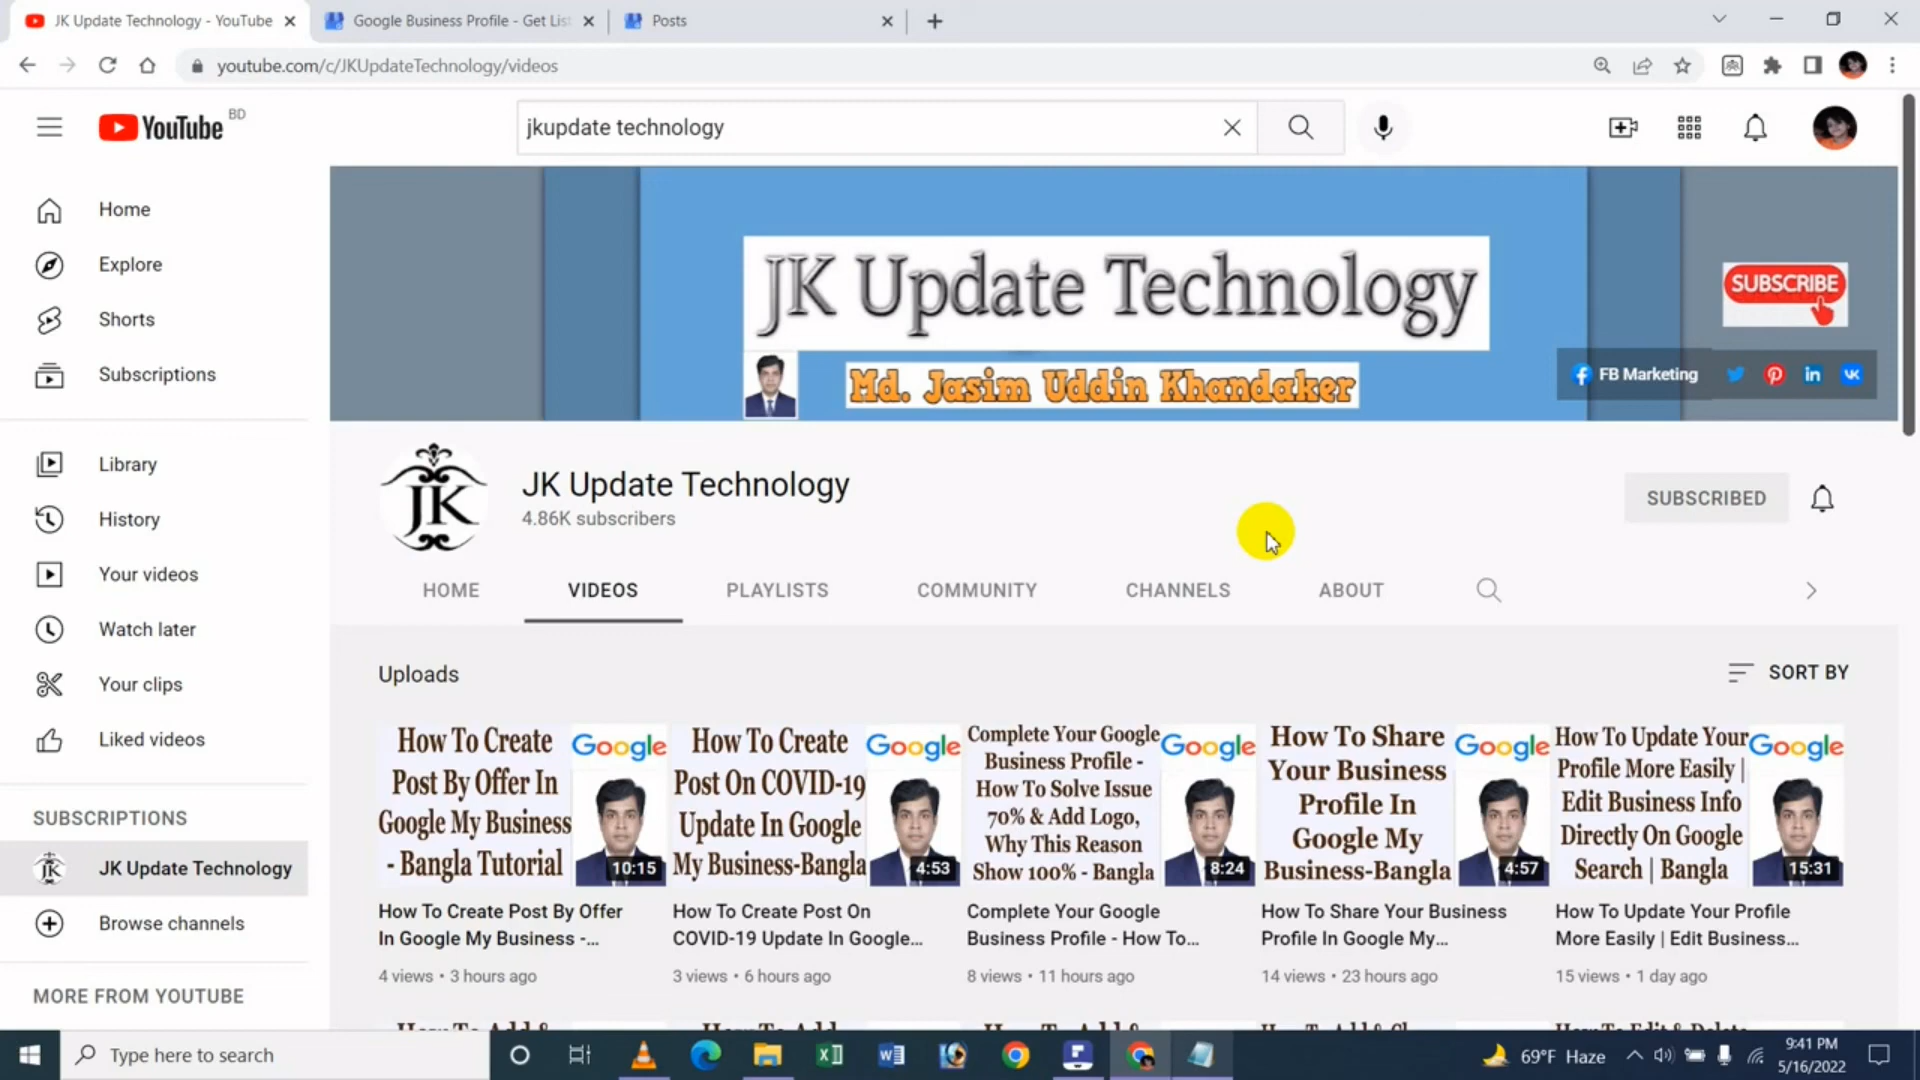 JK Update Technology - YouTube
Google Business Profile - Get List
Posts
youtube.com/c/JKUpdateTechnology/videos
YouTube BD
jkupdate technology
Home
Explore
Shorts
Subscriptions
Library
History
Your videos
Watch later
Your clips
Liked videos
SUBSCRIPTIONS
JK Update Technology
Browse channels
MORE FROM YOUTUBE
JK Update Technology
Md. Jasim Uddin Khandaker
SUBSCRIBE
FB Marketing
JK
JK Update Technology
4.86K subscribers
SUBSCRIBED
HOME
VIDEOS
PLAYLISTS
COMMUNITY
CHANNELS
ABOUT
Uploads
SORT BY
How To Create
Post By Offer In
Google My Business
- Bangla Tutorial
Google
10:15
How To Create Post By Offer
In Google My Business -...
4 views • 3 hours ago
How To Create
Post On COVID-19
Update In Google
My Business-Bangla
Google
4:53
How To Create Post On
COVID-19 Update In Google...
3 views • 6 hours ago
Complete Your Google
Business Profile -
How To Solve Issue
70% & Add Logo,
Why This Reason
Show 100% - Bangla
Google
8:24
Complete Your Google
Business Profile - How To...
8 views • 11 hours ago
How To Share
Your Business
Profile In
Google My
Business-Bangla
Google
4:57
How To Share Your Business
Profile In Google My...
14 views • 23 hours ago
How To Update Your
Profile More Easily |
Edit Business Info
Directly On Google
Search | Bangla
Google
15:31
How To Update Your Profile
More Easily | Edit Business...
15 views • 1 day ago
Type here to search
69°F Haze
9:41 PM
5/16/2022